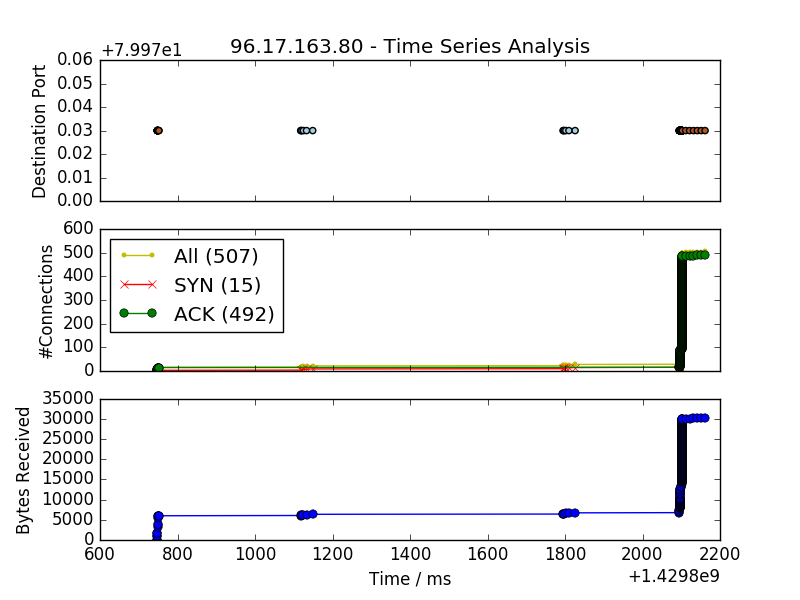 +7.997e1
96.17.163.80 - Time Series Analysis
0.06
0.05
0.04
0.03
0.02
0.01
0.00
Destination Port
600
500
400
300
200
100
0
#Connections
All (507)
SYN (15)
ACK (492)
35000
30000
25000
20000
15000
10000
5000
0
Bytes Received
600 800 1000 1200 1400 1600 1800 2000 2200
Time / ms
+1.4298e9